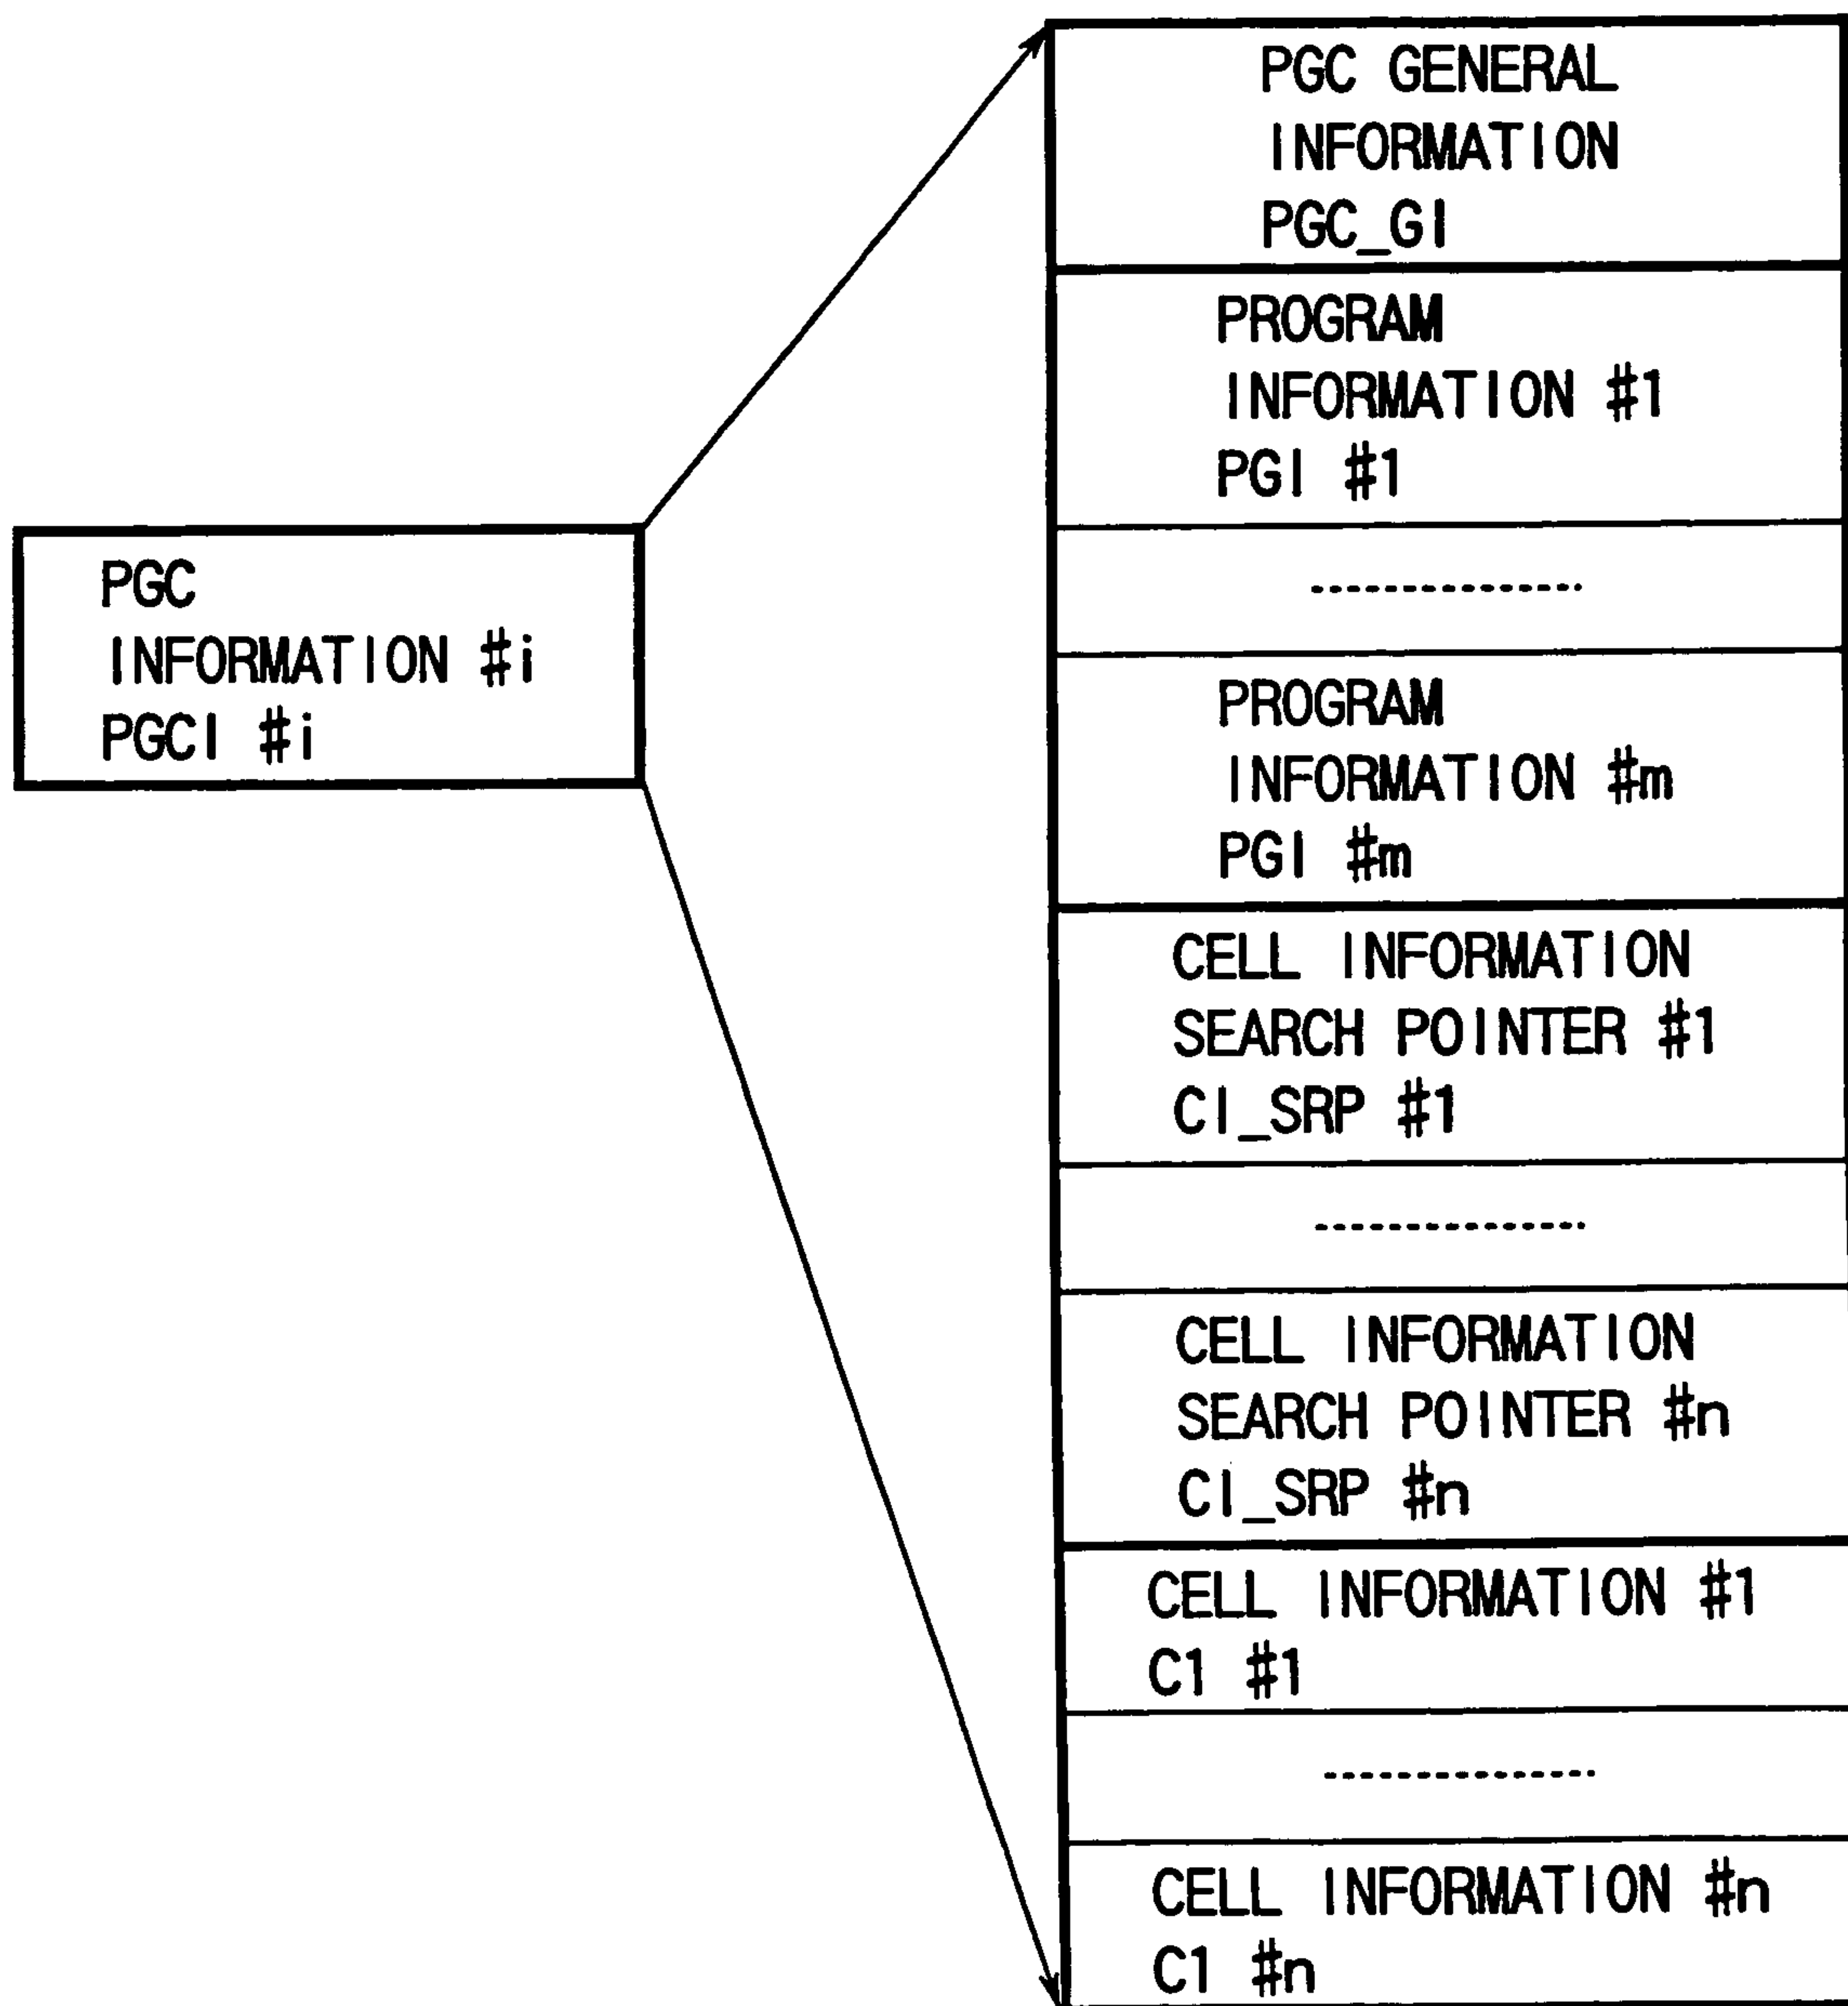 PGC
INFORMATION #i
PGCI #i
PGC GENERAL
INFORMATION
PGC_GI
PROGRAM
INFORMATION #1
PGI #1
PROGRAM
INFORMATION #m
PGI #m
CELL INFORMATION
SEARCH POINTER #1
CI_SRP #1
CELL INFORMATION
SEARCH POINTER #n
CI_SRP #n
CELL INFORMATION #1
C1 #1
CELL INFORMATION #n
C1 #n